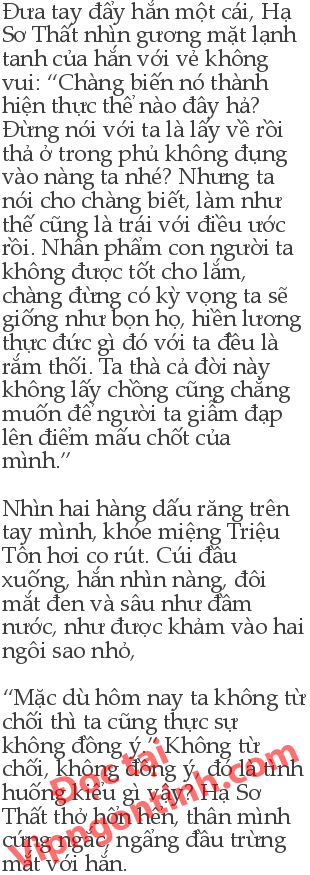 Đưa tay đẩy hắn một cái, Hạ
Sơ Thất nhìn gương mặt lạnh
tanh của hắn với vẻ không
vui: “Chàng biến nó thành
hiện thực thể nào đây hả?
Đừng nói với ta là lấy về rồi
thả ở trong phủ không đụng
vào nàng ta nhé? Nhưng ta
nói cho chàng biết, làm như
thế cũng là trái với điều ước
rồi. Nhân phẩm con người ta
không được tốt cho lắm,
chàng đừng có kỳ vọng ta sẽ
giống như bọn họ, hiền lương
thục đức gì đó với ta đều là
rắm thối. Ta thà cả đời này
không lấy chồng cũng chẳng
muốn để người ta giẫm đạp
lên điểm mấu chốt của
mình.”
Nhìn hai hàng dấu răng trên
tay mình, khóe miệng Triệu
Tôn hơi co rút. Cúi đầu
xuống, hắn nhìn nàng, đôi
mắt đen và sâu như đầm
nước, như được khảm vào hai
ngôi sao nhỏ,
“Mặc dù hôm nay ta không từ
chối thì ta cũng thực sự
không đồng ý.” Không từ
chối, không đồng ý, đó là tình
huống kiểu gì vậy? Hạ Sơ
Thất thở hổn hển, thân mình
cứng ngắc, ngẩng đầu trừng
mắt với hắn.
Đọc tại
Vipngontinh.com